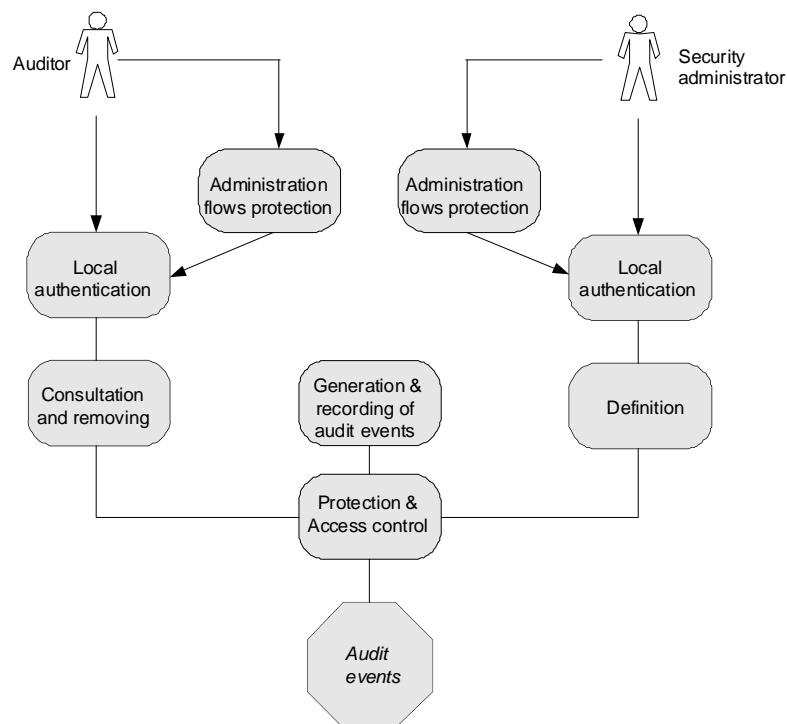 Auditor
Security
administrator
Administration
flows protection
Administration
flows protection
Local
authentication
Local
authentication
Consultation
and removing
Generation &
recording of
audit events
Definition
Protection &
Access control
Audit
events